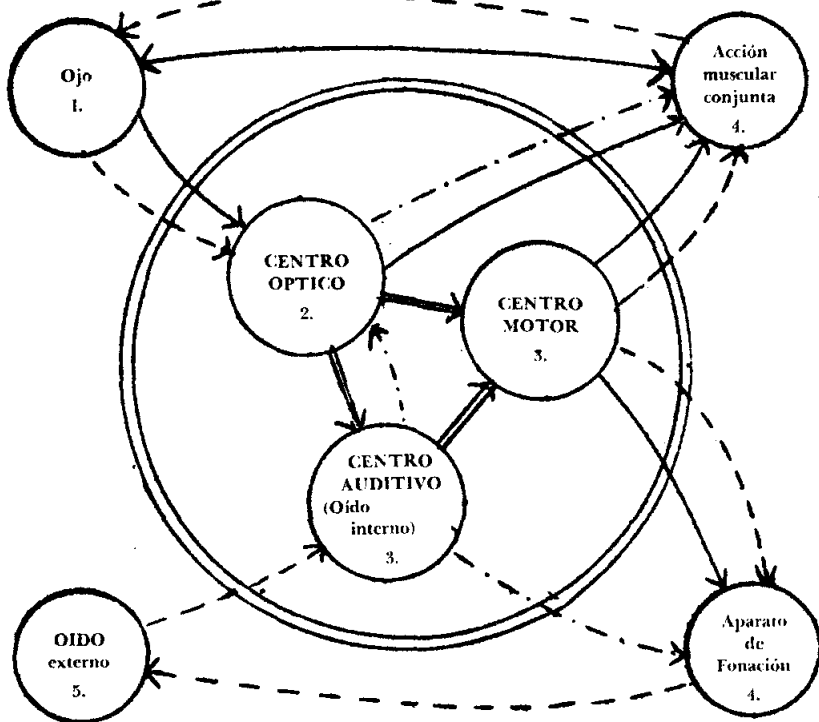 Ojo
1.
Acción
muscular
conjunta
4.
CENTRO
OPTICO
2.
CENTRO
MOTOR
3.
CENTRO
AUDITIVO
(Oído
interno)
3.
OIDO
externo
5.
Aparato
de
Fonación
4.